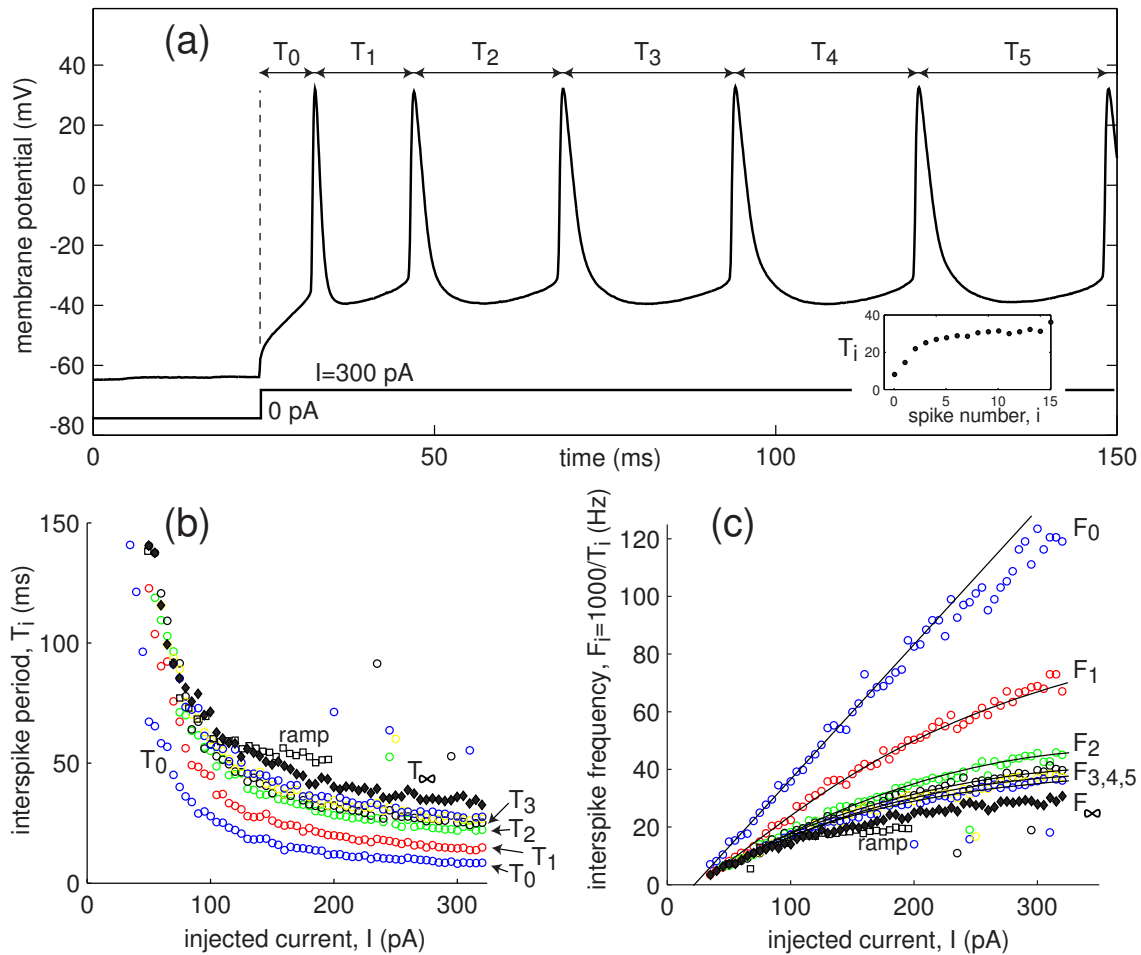 (a)
T0 T1 T2 T3 T4 T5
membrane potential (mV)
40
20
0
-20
-40
-60
-80
I=300 pA
0 pA
Ti
40
20
0
0 5 10 15
spike number, i
0 50 100 150
time (ms)
(b)
interspike period, Ti (ms)
150
100
50
0
T0
ramp
T∞
T3
T2
T1
T0
0 100 200 300
injected current, I (pA)
(c)
interspike frequency, Fi=1000/Ti (Hz)
120
100
80
60
40
20
0
F0
F1
F2
F3,4,5
F∞
ramp
0 100 200 300
injected current, I (pA)